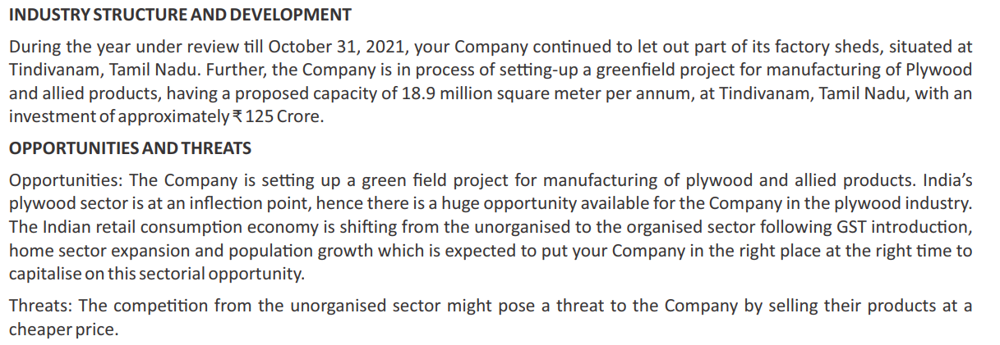 INDUSTRY STRUCTURE AND DEVELOPMENT
During the year under review till October 31, 2021, your Company continued to let out part of its factory sheds, situated at
Tindivanam, Tamil Nadu. Further, the Company is in process of setting-up a greenfield project for manufacturing of Plywood
and allied products, having a proposed capacity of 18.9 million square meter per annum, at Tindivanam, Tamil Nadu, with an
investment of approximately ₹ 125 Crore.
OPPORTUNITIES AND THREATS
Opportunities: The Company is setting up a green field project for manufacturing of plywood and allied products. India’s
plywood sector is at an inflection point, hence there is a huge opportunity available for the Company in the plywood industry.
The Indian retail consumption economy is shifting from the unorganised to the organised sector following GST introduction,
home sector expansion and population growth which is expected to put your Company in the right place at the right time to
capitalise on this sectorial opportunity.
Threats: The competition from the unorganised sector might pose a threat to the Company by selling their products at a
cheaper price.